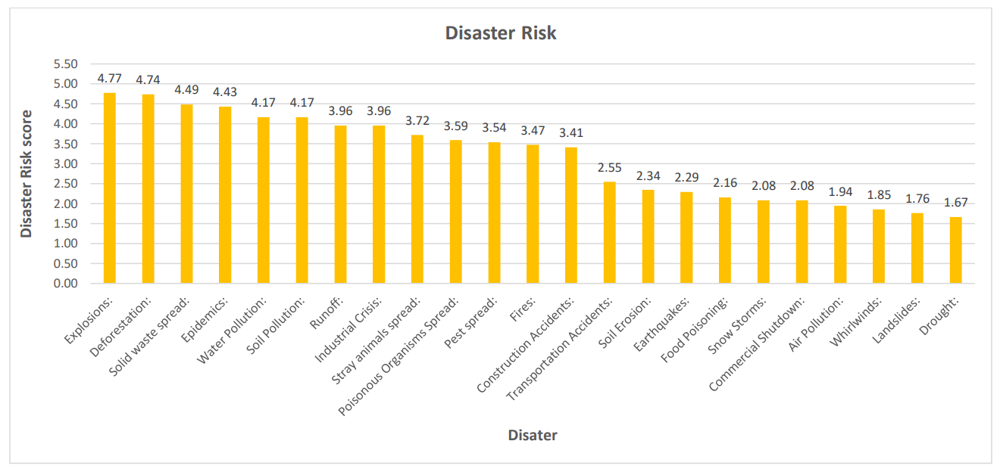 Disaster Risk
Disaster Risk score
5.50
5.00
4.50
4.00
3.50
3.00
2.50
2.00
1.50
1.00
0.50
0.00
4.77
4.74
4.49
4.43
4.17
4.17
3.96
3.96
3.72
3.59
3.54
3.47
3.41
2.55
2.34
2.29
2.16
2.08
2.08
1.94
1.85
1.76
1.67
Explosions:
Deforestation:
Solid waste spread:
Epidemics:
Water Pollution:
Soil Pollution:
Runoff:
Industrial Crisis:
Stray animals spread:
Poisonous Organisms Spread:
Pest spread:
Fires:
Construction Accidents:
Transportation Accidents:
Soil Erosion:
Earthquakes:
Food Poisoning:
Snow Storms:
Commercial Shutdown:
Air Pollution:
Whirlwinds:
Landslides:
Drought:
Disater